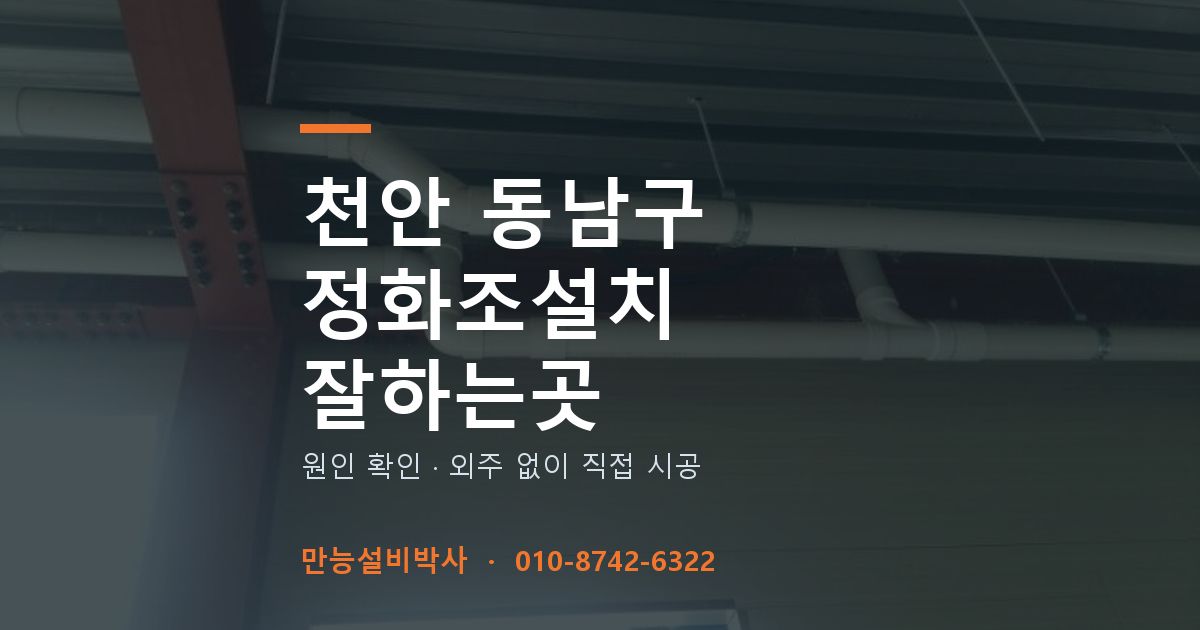 천안 동남구
정화조설치
잘하는곳
원인 확인 · 외주 없이 직접 시공
만능설비박사 · 010-8742-6322